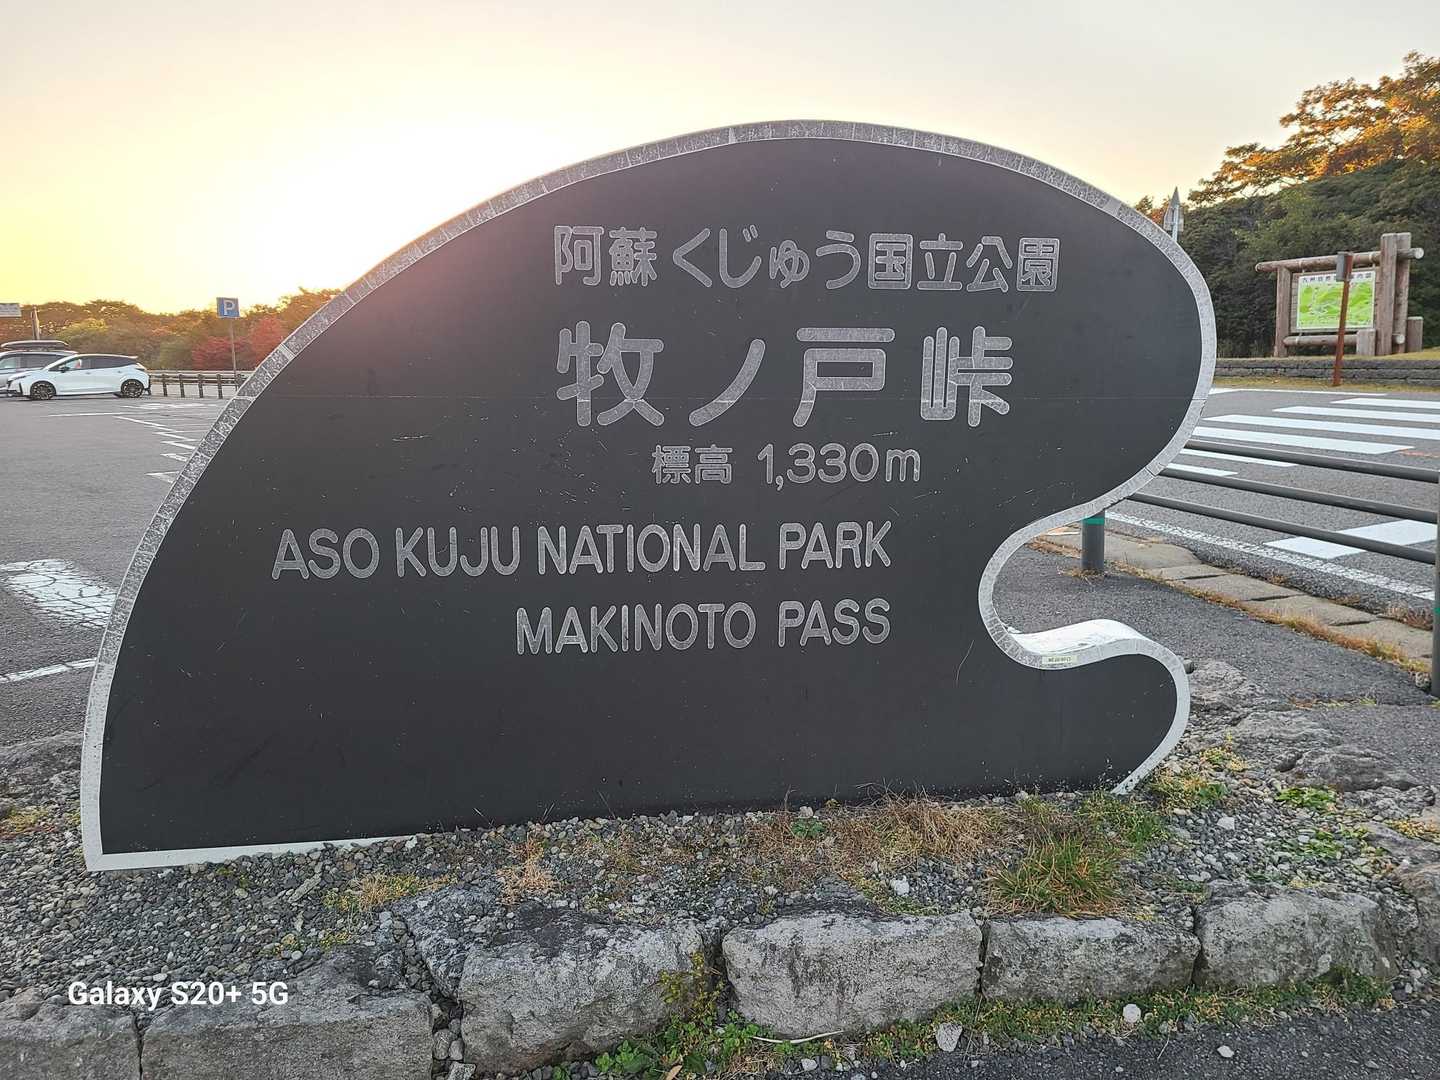 阿蘇くじゅう国立公園
牧ノ戸峠
標高 1,330m
ASO KUJU NATIONAL PARK
MAKINOTO PASS
P
Galaxy S20+ 5G